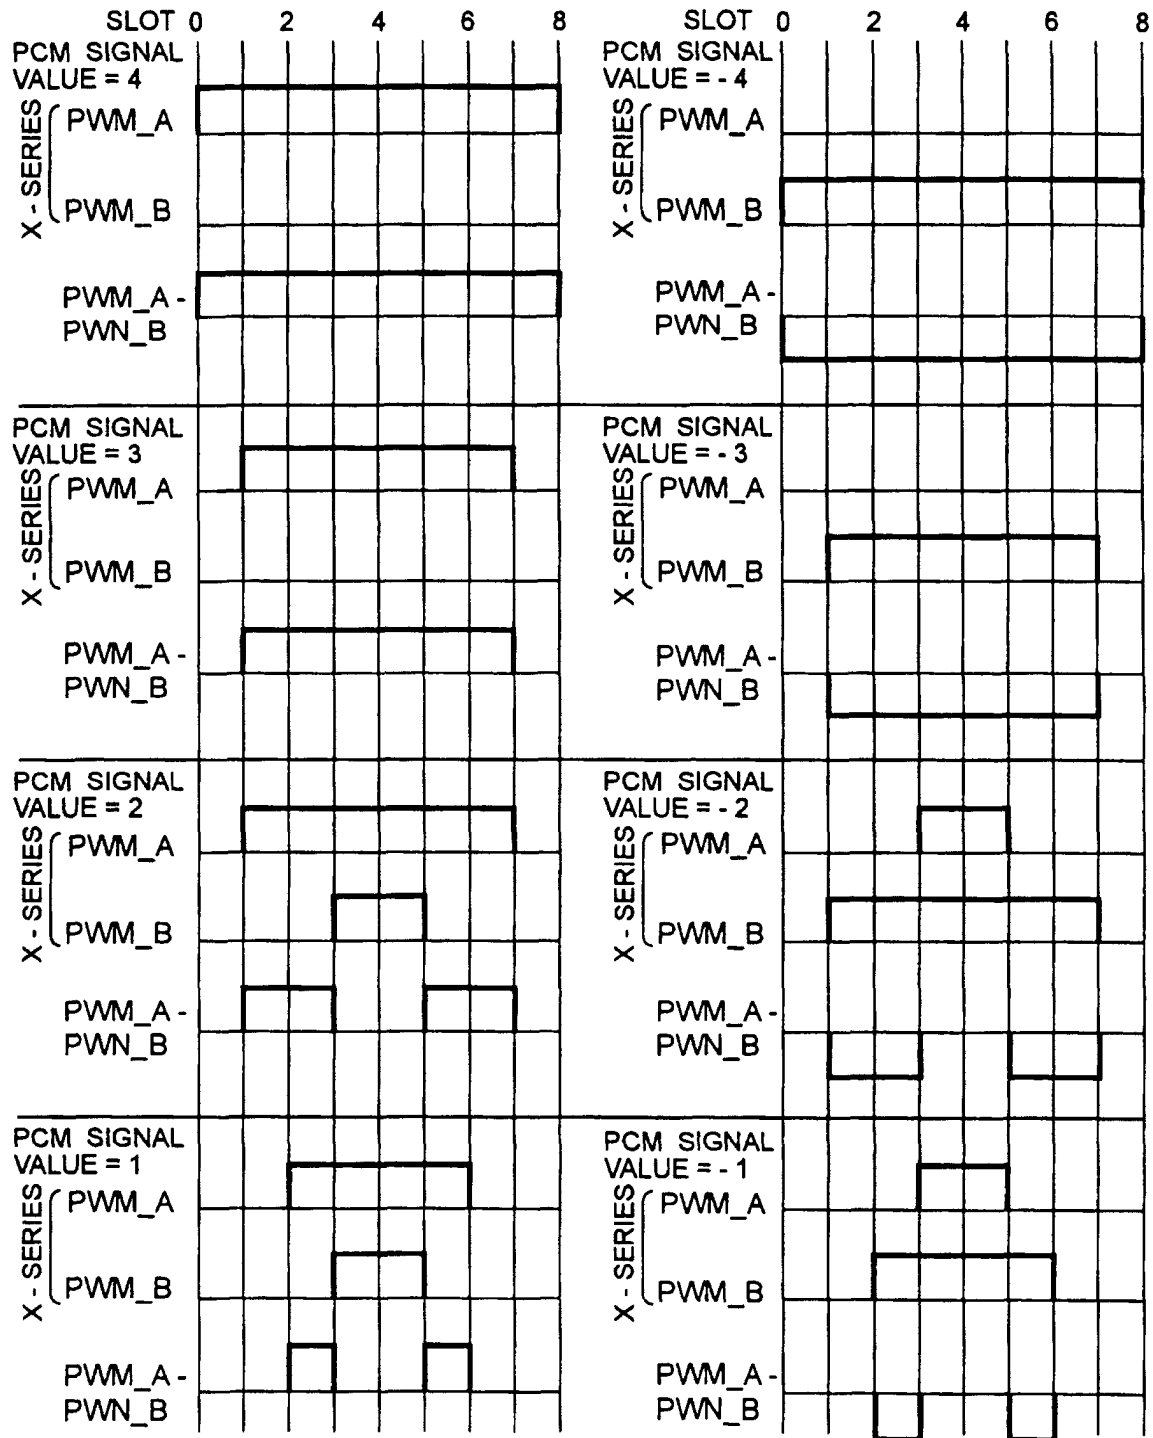 SLOT 0 2 4 6 8
PCM SIGNAL
VALUE = 4
X - SERIES
PWM_A
PWM_B
PWM_A -
PWN_B
PCM SIGNAL
VALUE = 3
X - SERIES
PWM_A
PWM_B
PWM_A -
PWN_B
PCM SIGNAL
VALUE = 2
X - SERIES
PWM_A
PWM_B
PWM_A -
PWN_B
PCM SIGNAL
VALUE = 1
X - SERIES
PWM_A
PWM_B
PWM_A -
PWN_B
SLOT 0 2 4 6 8
PCM SIGNAL
VALUE = - 4
X - SERIES
PWM_A
PWM_B
PWM_A -
PWN_B
PCM SIGNAL
VALUE = - 3
X - SERIES
PWM_A
PWM_B
PWM_A -
PWN_B
PCM SIGNAL
VALUE = - 2
X - SERIES
PWM_A
PWM_B
PWM_A -
PWN_B
PCM SIGNAL
VALUE = - 1
X - SERIES
PWM_A
PWM_B
PWM_A -
PWN_B